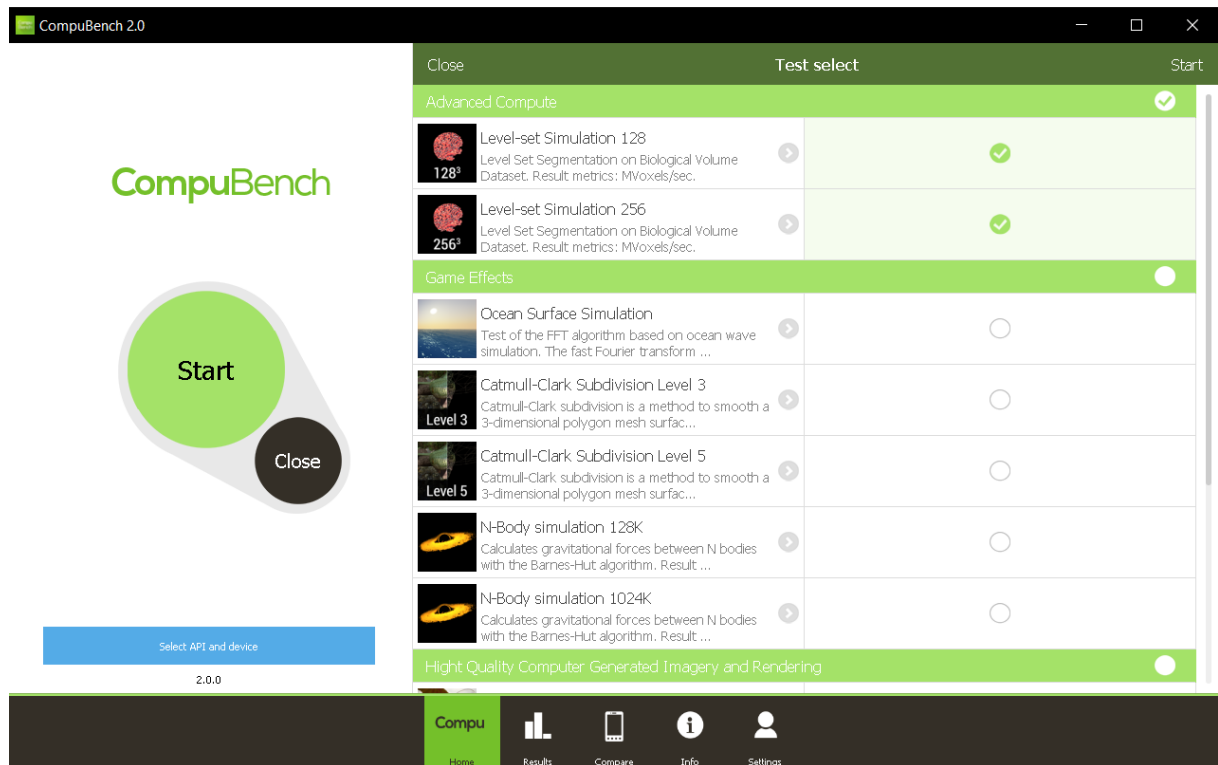 CompuBench 2.0
Close
Test select
Start
Advanced Compute
128³
Level-set Simulation 128
Level Set Segmentation on Biological Volume
Dataset. Result metrics: MVoxels/sec.
256³
Level-set Simulation 256
Level Set Segmentation on Biological Volume
Dataset. Result metrics: MVoxels/sec.
Game Effects
Ocean Surface Simulation
Test of the FFT algorithm based on ocean wave
simulation. The fast Fourier transform ...
Level 3
Catmull-Clark Subdivision Level 3
Catmull-Clark subdivision is a method to smooth a
3-dimensional polygon mesh surfac...
Level 5
Catmull-Clark Subdivision Level 5
Catmull-Clark subdivision is a method to smooth a
3-dimensional polygon mesh surfac...
N-Body simulation 128K
Calculates gravitational forces between N bodies
with the Barnes-Hut algorithm. Result ...
N-Body simulation 1024K
Calculates gravitational forces between N bodies
with the Barnes-Hut algorithm. Result ...
Hight Quality Computer Generated Imagery and Rendering
CompuBench
Start
Close
Select API and device
2.0.0
Compu
Home
Results
Compare
Info
Settings